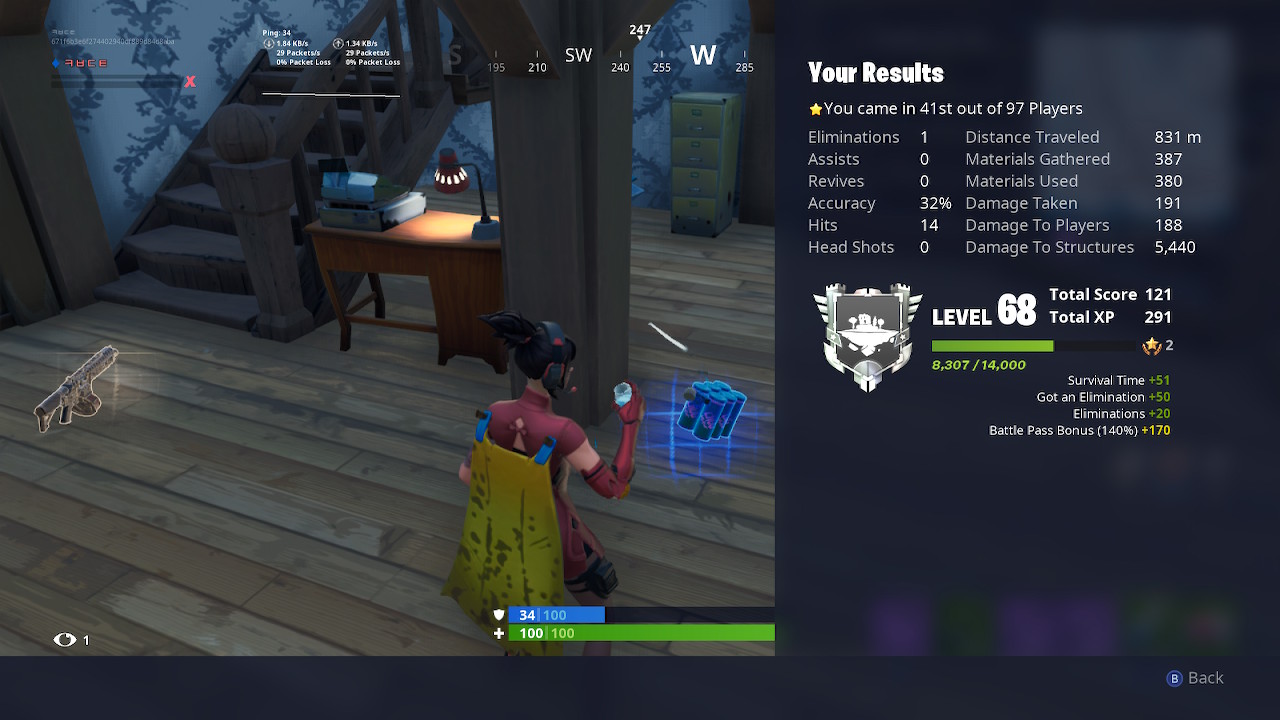 Ping: 34
1.84 KB/s 1.34 KB/s
29 Packets/s 29 Packets/s
0% Packet Loss 0% Packet Loss
247
S SW W
195 210 240 255 285
Your Results
You came in 41st out of 97 Players
Eliminations 1 Distance Traveled 831 m
Assists 0 Materials Gathered 387
Revives 0 Materials Used 380
Accuracy 32% Damage Taken 191
Hits 14 Damage To Players 188
Head Shots 0 Damage To Structures 5,440
LEVEL 68
Total Score 121
Total XP 291
2
8,307 / 14,000
Survival Time +51
Got an Elimination +50
Eliminations +20
Battle Pass Bonus (140%) +170
34 | 100
100 | 100
1
B Back